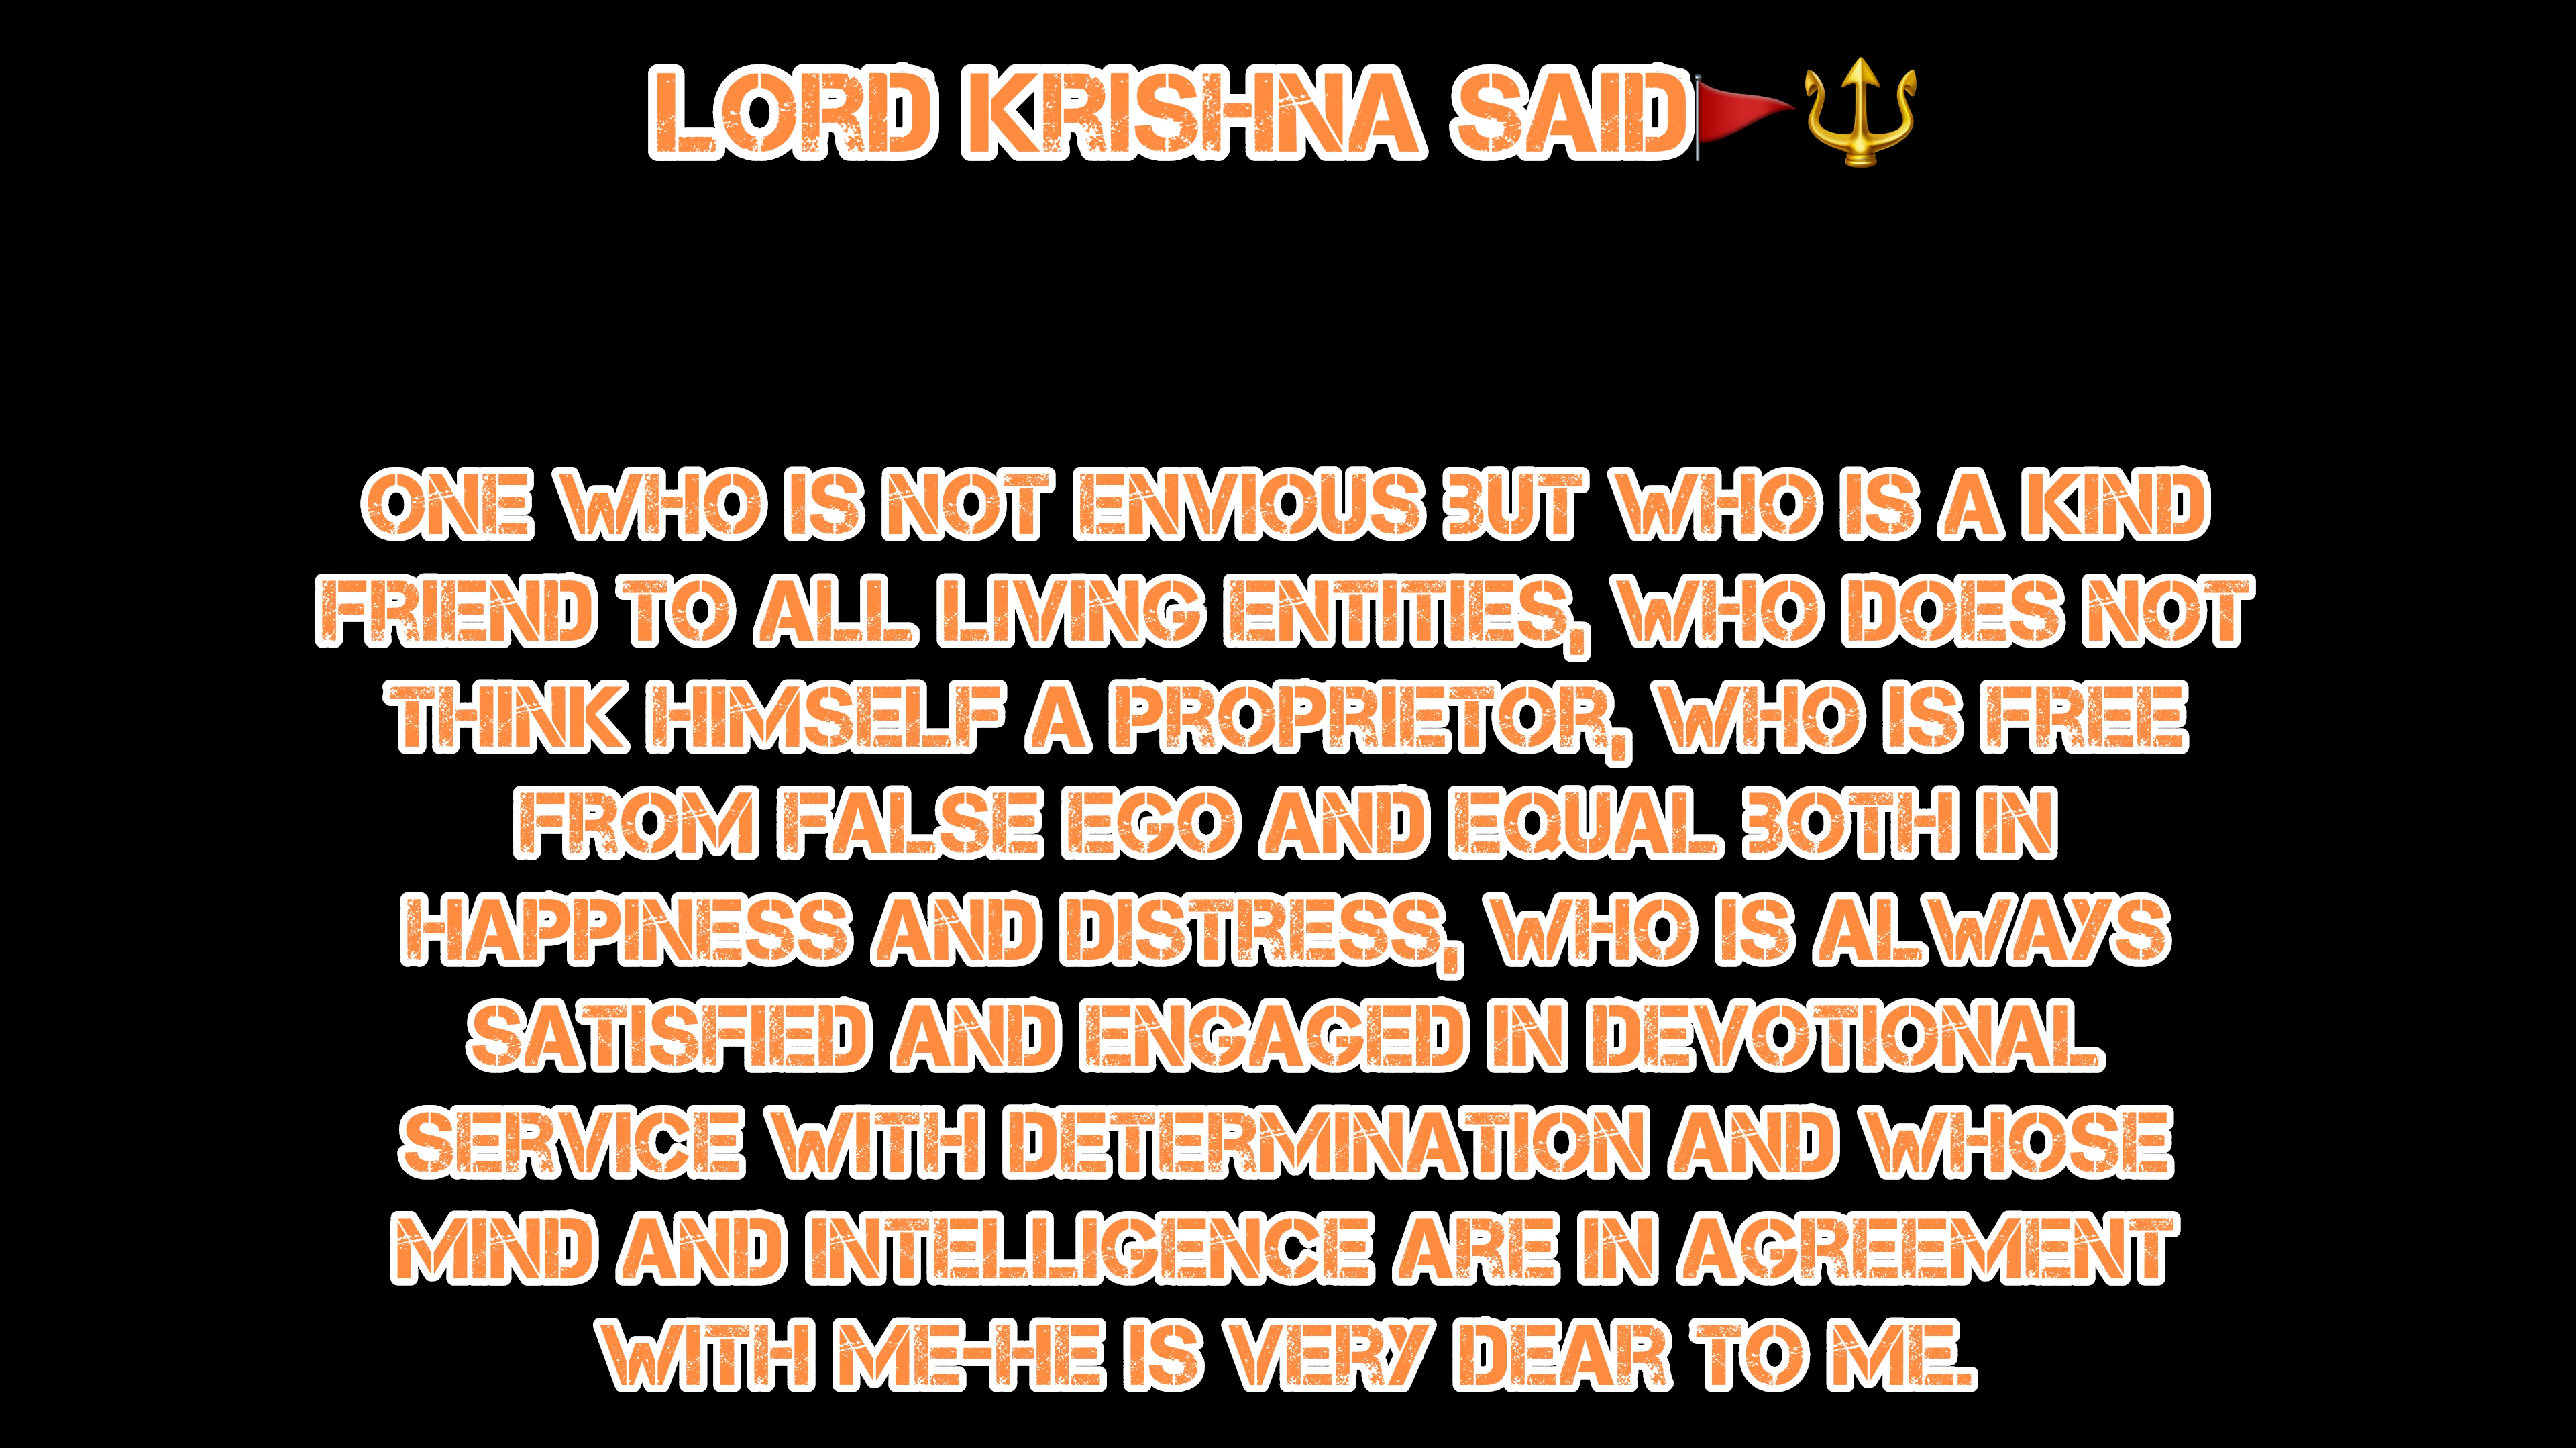 LORD KRISHNA SAID🚩🔱
ONE WHO IS NOT ENVIOUS BUT WHO IS A KIND
FRIEND TO ALL LIVING ENTITIES, WHO DOES NOT
THINK HIMSELF A PROPRIETOR, WHO IS FREE
FROM FALSE EGO AND EQUAL BOTH IN
HAPPINESS AND DISTRESS, WHO IS ALWAYS
SATISFIED AND ENGAGED IN DEVOTIONAL
SERVICE WITH DETERMINATION AND WHOSE
MIND AND INTELLIGENCE ARE IN AGREEMENT
WITH ME-HE IS VERY DEAR TO ME.